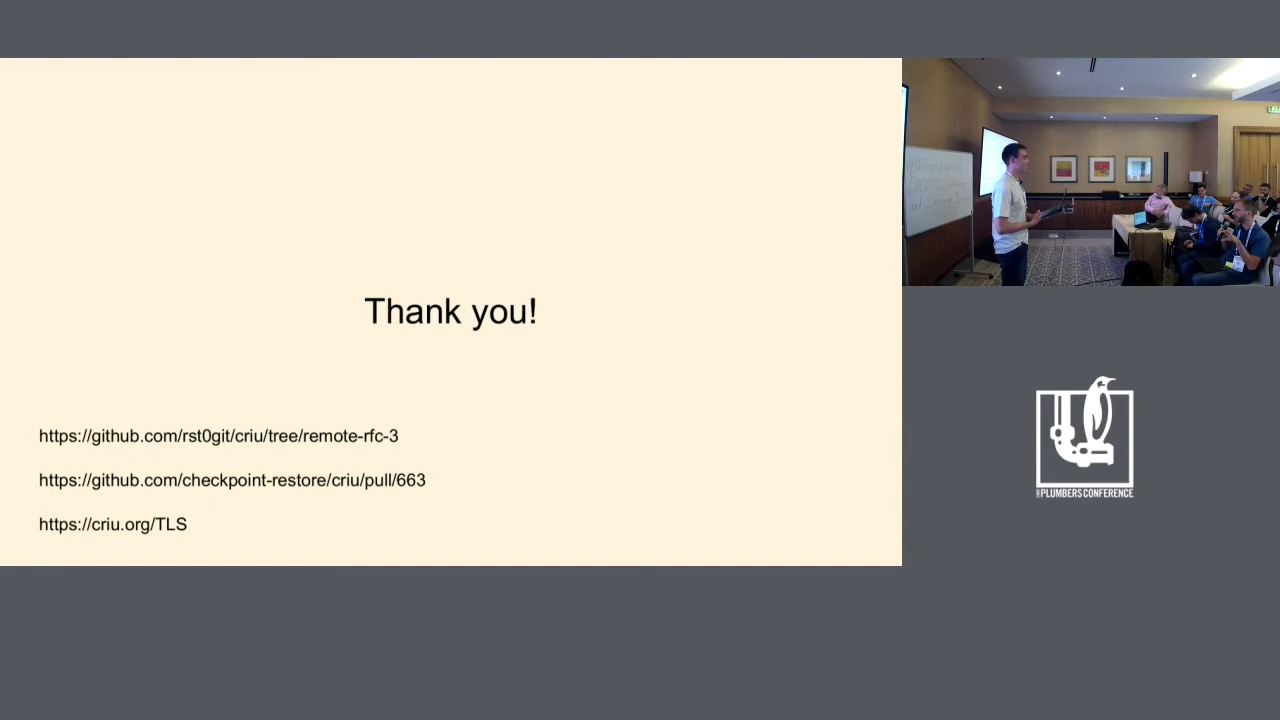 Thank you!
https://github.com/rst0git/criu/tree/remote-rfc-3
https://github.com/checkpoint-restore/criu/pull/663
https://criu.org/TLS
PLUMBERS CONFERENCE